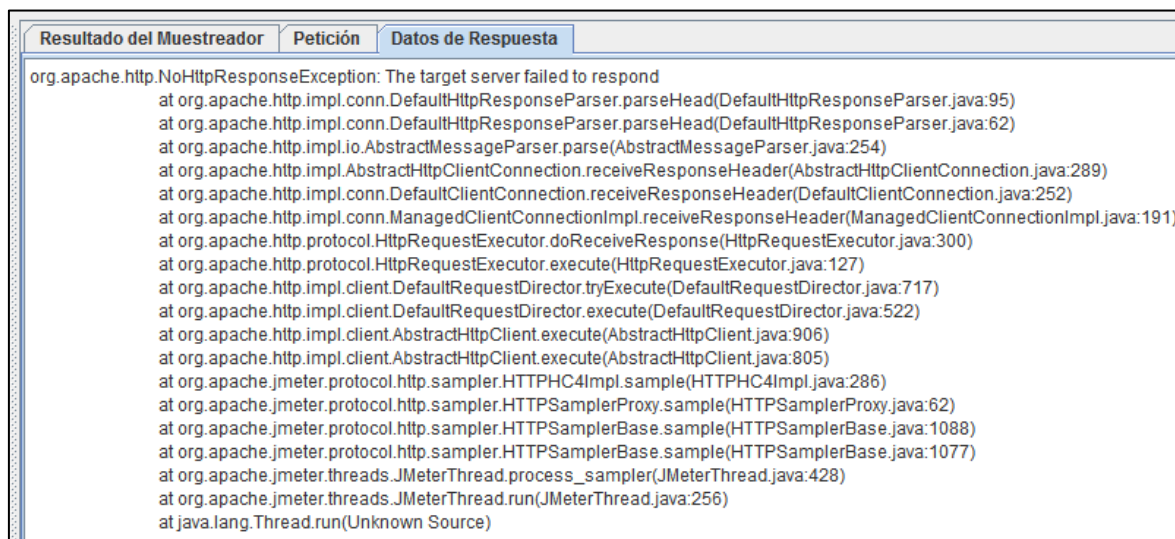 Resultado del Muestreador Petición Datos de Respuesta
org.apache.http.NoHttpResponseException: The target server failed to respond
at org.apache.http.impl.conn.DefaultHttpResponseParser.parseHead(DefaultHttpResponseParser.java:95)
at org.apache.http.impl.conn.DefaultHttpResponseParser.parseHead(DefaultHttpResponseParser.java:62)
at org.apache.http.impl.io.AbstractMessageParser.parse(AbstractMessageParser.java:254)
at org.apache.http.impl.AbstractHttpClientConnection.receiveResponseHeader(AbstractHttpClientConnection.java:289)
at org.apache.http.impl.conn.DefaultClientConnection.receiveResponseHeader(DefaultClientConnection.java:252)
at org.apache.http.impl.conn.ManagedClientConnectionImpl.receiveResponseHeader(ManagedClientConnectionImpl.java:191)
at org.apache.http.protocol.HttpRequestExecutor.doReceiveResponse(HttpRequestExecutor.java:300)
at org.apache.http.protocol.HttpRequestExecutor.execute(HttpRequestExecutor.java:127)
at org.apache.http.impl.client.DefaultRequestDirector.tryExecute(DefaultRequestDirector.java:717)
at org.apache.http.impl.client.DefaultRequestDirector.execute(DefaultRequestDirector.java:522)
at org.apache.http.impl.client.AbstractHttpClient.execute(AbstractHttpClient.java:906)
at org.apache.http.impl.client.AbstractHttpClient.execute(AbstractHttpClient.java:805)
at org.apache.jmeter.protocol.http.sampler.HTTPHC4Impl.sample(HTTPHC4Impl.java:286)
at org.apache.jmeter.protocol.http.sampler.HTTPSamplerProxy.sample(HTTPSamplerProxy.java:62)
at org.apache.jmeter.protocol.http.sampler.HTTPSamplerBase.sample(HTTPSamplerBase.java:1088)
at org.apache.jmeter.protocol.http.sampler.HTTPSamplerBase.sample(HTTPSamplerBase.java:1077)
at org.apache.jmeter.threads.JMeterThread.process_sampler(JMeterThread.java:428)
at org.apache.jmeter.threads.JMeterThread.run(JMeterThread.java:256)
at java.lang.Thread.run(Unknown Source)